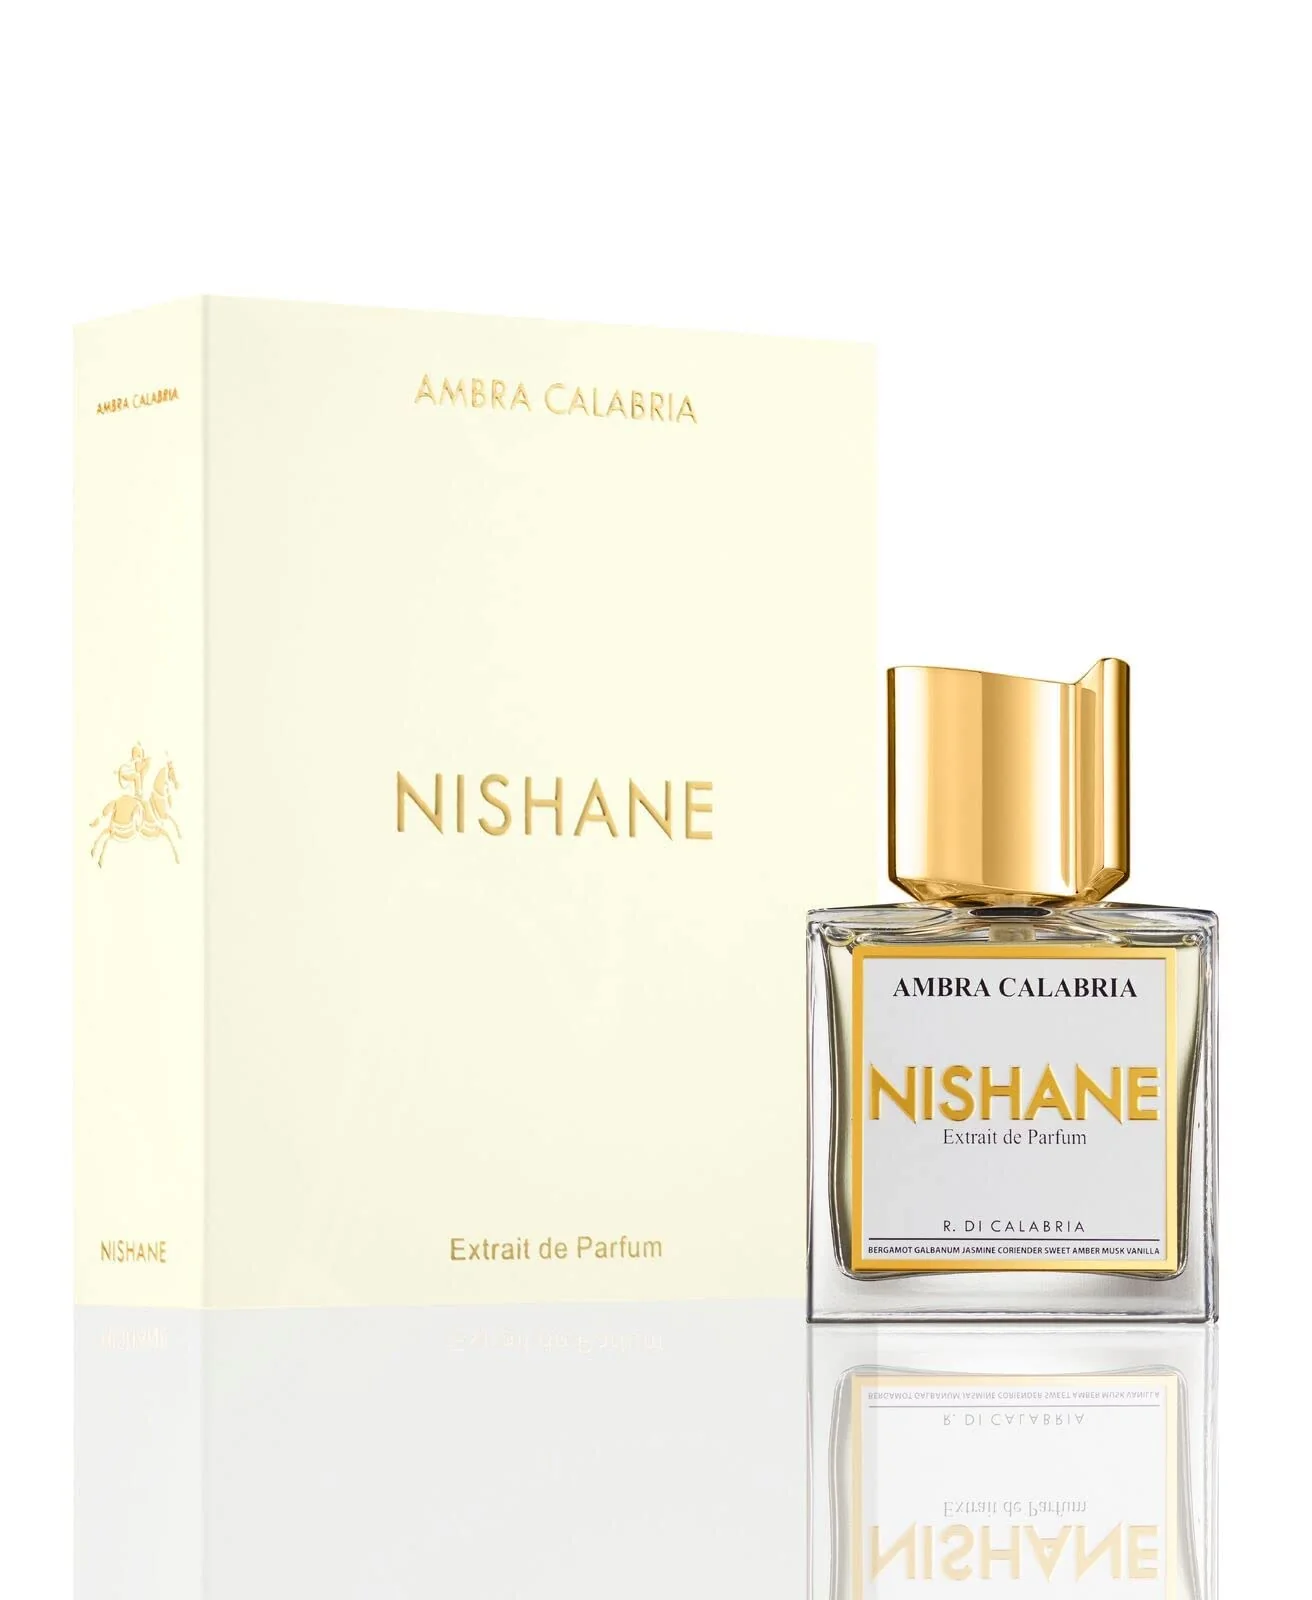 AMBRA CALABRIA
NISHANE
AMBRA CALABRIA
NISHANE
Extrait de Parfum
AMBRA CALABRIA
NISHANE
Extrait de Parfum
R. DI CALABRIA
BERGAMOT GALBANUM JASMINE CORIENDER SWEET AMBER MUSK VANILLA